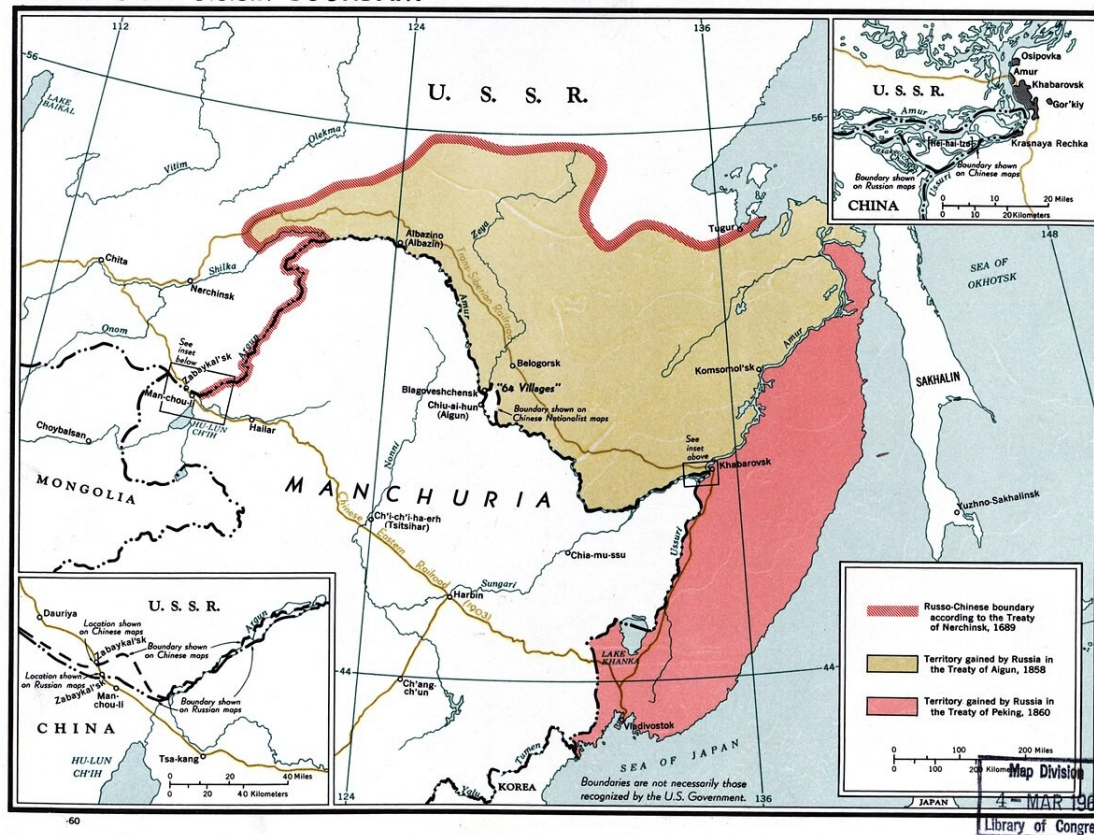 112
124
136
56
LAKE
BAIKAL
Vitim
Olekma
U. S. S. R.
56
Zeya
Tugur
148
SEA OF
OKHOTSK
Albazino
(Albazin)
Trans-Siberian Railroad
Chita
Shilka
Nerchinsk
Amur
Onon
Argun
See
inset
below
Zabaykal'sk
Man-chou-li
Belogorsk
Komsomol'sk
Amur
SAKHALIN
Blagoveshchensk
"64 Villages"
Chiu-ai-hun
(Aigun)
Boundary shown on
Chinese Nationalist maps
Hailar
HU-LUN
CH'IH
Choybalsan
Nonni
See
inset
above
Khabarovsk
MONGOLIA
MANCHURIA
Yuzhno-Sakhalinsk
Ch'i-ch'i-ha-erh
(Tsitsihar)
Chinese Eastern Railroad (1903)
Ussuri
Chia-mu-ssu
Sungari
Harbin
LAKE
KHANKA
44
44
Ch'ang-
ch'un
Vladivostok
Tumen
SEA OF JAPAN
KOREA
Yalu
124
136
Boundaries are not necessarily those
recognized by the U.S. Government.
JAPAN
Osipovka
Amur
Khabarovsk
Gor'kiy
U. S. S. R.
Amur
Hei-hai-tzu
Krasnaya Rechka
Boundary shown
on Chinese maps
Boundary shown
on Russian maps
Ussuri
CHINA
0 10 20 Miles
0 10 20 Kilometers
Dauriya
U. S. S. R.
Location shown
on Chinese maps
Argun
Zabaykal'sk
Boundary shown
on Chinese maps
Location shown
on Russian maps
Zabaykal'sk
Man-
chou-li
Boundary shown
on Russian maps
CHINA
Tsa-kang
HU-LUN
CH'IH
0 20 40 Miles
0 20 40 Kilometers
Russo-Chinese boundary
according to the Treaty
of Nerchinsk, 1689
Territory gained by Russia in
the Treaty of Aigun, 1858
Territory gained by Russia in
the Treaty of Peking, 1860
0 100 200 Miles
0 100 200 Kilometers
Map Division
4 - MAR 196
Library of Congre
-60